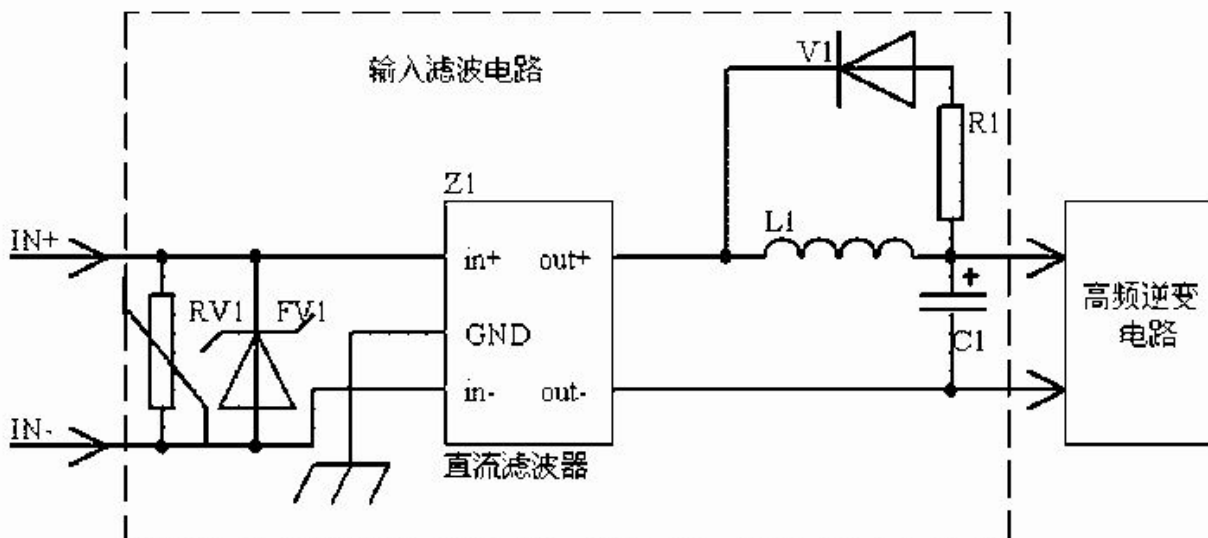 输入滤波电路
V1
R1
Z1
L1
IN+
in+
out+
RV1
FV1
GND
+
C1
高频逆变
电路
in-
out-
IN-
直流滤波器